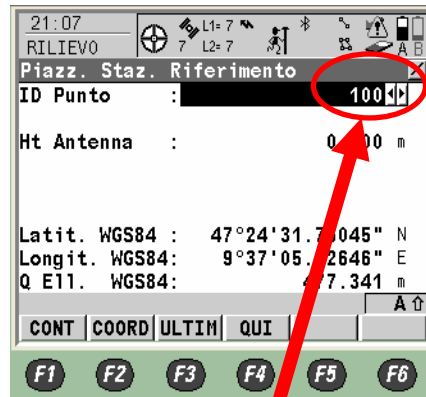 21:07
RILIEVO
7
L1= 7
L2= 7
A B
Piazz. Staz. Riferimento
ID Punto : 100
Ht Antenna : m
Latit. WGS84 : N
Longit. WGS84: E
Q Ell. WGS84: m
A
CONT COORD ULTIM QUI
F1 F2 F3 F4 F5 F6